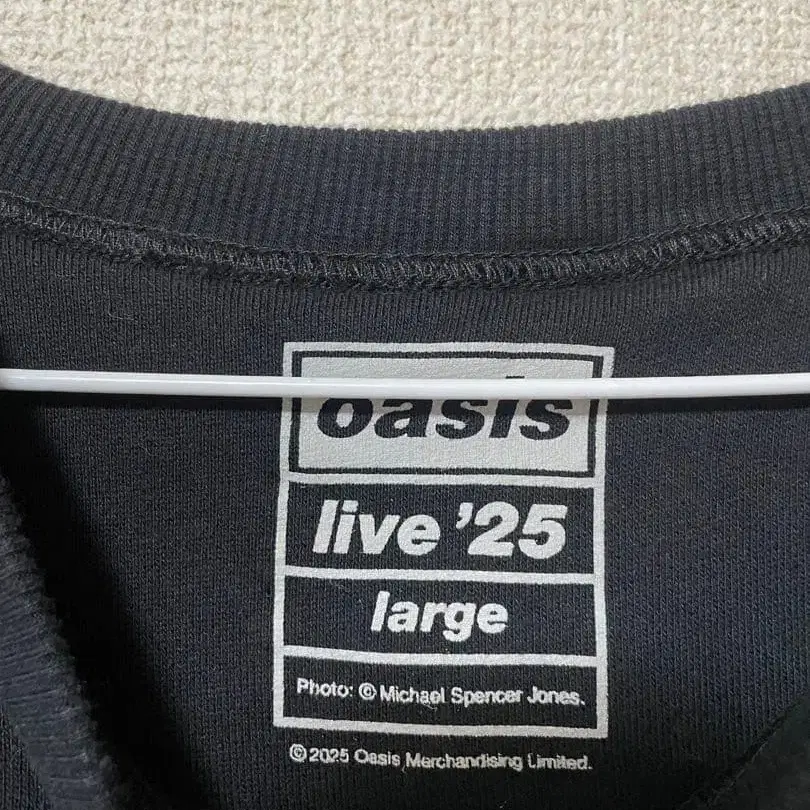 oasis
live '25
large
Photo: © Michael Spencer Jones.
© 2025 Oasis Merchandising Limited.